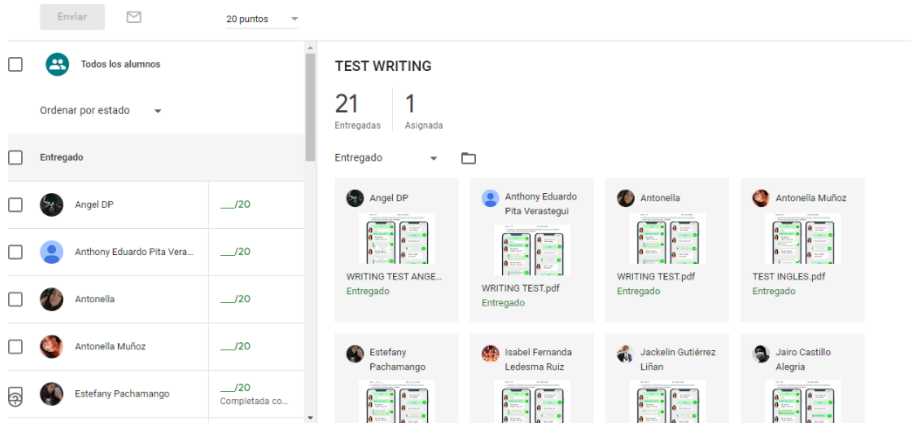 Enviar
20 puntos
Todos los alumnos
Ordenar por estado
Entregado
Angel DP
__/20
Anthony Eduardo Pita Vera...
__/20
Antonella
__/20
Antonella Muñoz
__/20
Estefany Pachamango
__/20
Completada co...
TEST WRITING
21
Entregadas
1
Asignada
Entregado
Angel DP
WRITING TEST ANGE...
Entregado
Anthony Eduardo
Pita Verastegui
WRITING TEST.pdf
Entregado
Antonella
WRITING TEST.pdf
Entregado
Antonella Muñoz
TEST INGLES.pdf
Entregado
Estefany
Pachamango
Isabel Fernanda
Ledesma Ruiz
Jackelin Gutiérrez
Liñan
Jairo Castillo
Alegria